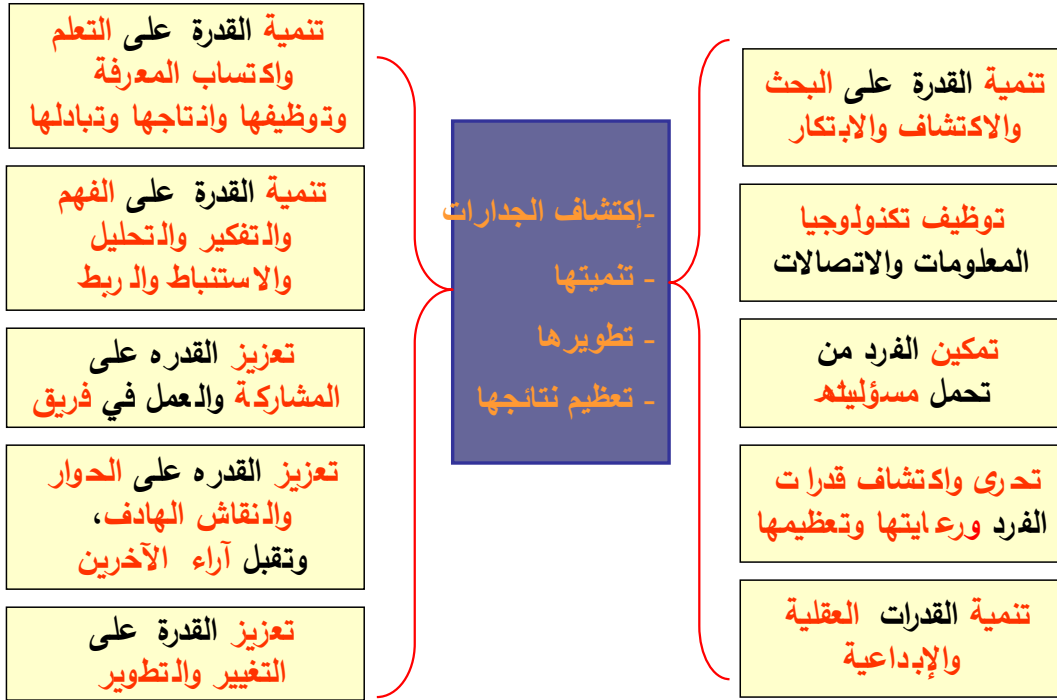 تنمية القدرة على البحث
والاكتشاف والابتكار
توظيف تكنولوجيا
المعلومات والاتصالات
تمكين الفرد من
تحمل مسؤليته
تحرى واكتشاف قدرات
الفرد ورعايتها وتعظيمها
تنمية القدرات العقلية
والإبداعية
-إكتشاف الجدارات
- تنميتها
- تطويرها
- تعظيم نتائجها
تنمية القدرة على التعلم
واكتساب المعرفة
وتوظيفها وانتاجها وتبادلها
تنمية القدرة على الفهم
والتفكير والتحليل
والاستنباط والربط
تعزيز القدره على
المشاركة والعمل في فريق
تعزيز القدره على الحوار
والنقاش الهادف،
وتقبل آراء الآخرين
تعزيز القدرة على
التغيير والتطوير